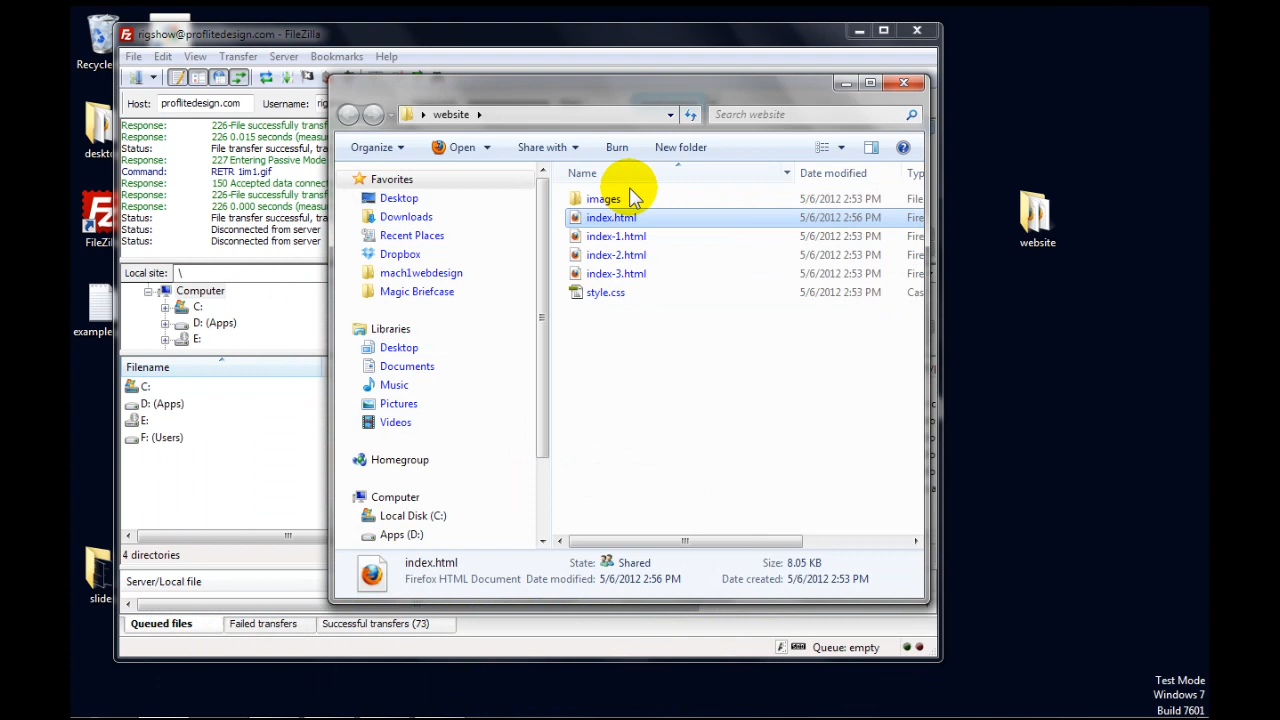 Recycle
deskto
FileZi
example
slide
rigshow@proflitedesign.com - FileZilla
File Edit View Transfer Server Bookmarks Help
Host: proflitedesign.com Username: rig
Response: 226-File successfully transfe
Response: 226 0.015 seconds (measu
Status: File transfer successful, trans
Status: 227 Entering Passive Mode
Command: RETR 1im1.gif
Response: 150 Accepted data connect
Response: 226-File successfully transfe
Response: 226 0.000 seconds (measu
Status: File transfer successful, trans
Status: Disconnected from server
Status: Disconnected from server
Local site: \
Computer
C:
D: (Apps)
E:
Filename
C:
D: (Apps)
E:
F: (Users)
4 directories
Server/Local file
Queued files Failed transfers Successful transfers (73)
Queue: empty
website
Search website
Organize Open Share with Burn New folder
Favorites
Desktop
Downloads
Recent Places
Dropbox
mach1webdesign
Magic Briefcase
Libraries
Desktop
Documents
Music
Pictures
Videos
Homegroup
Computer
Local Disk (C:)
Apps (D:)
Name Date modified Typ
images 5/6/2012 2:53 PM File
index.html 5/6/2012 2:56 PM Fire
index-1.html 5/6/2012 2:53 PM Fire
index-2.html 5/6/2012 2:53 PM Fire
index-3.html 5/6/2012 2:53 PM Fire
style.css 5/6/2012 2:53 PM Cas
index.html State: Shared Size: 8.05 KB
Firefox HTML Document Date modified: 5/6/2012 2:56 PM Date created: 5/6/2012 2:53 PM
website
Test Mode
Windows 7
Build 7601